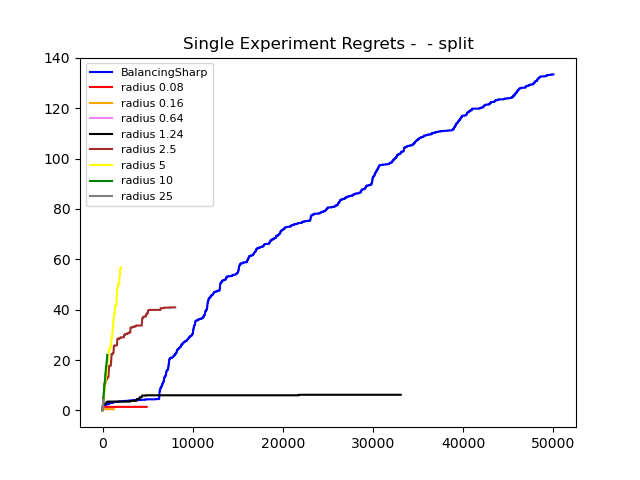 Single Experiment Regrets -  - split
140
120
100
80
60
40
20
0
BalancingSharp
radius 0.08
radius 0.16
radius 0.64
radius 1.24
radius 2.5
radius 5
radius 10
radius 25
0 10000 20000 30000 40000 50000